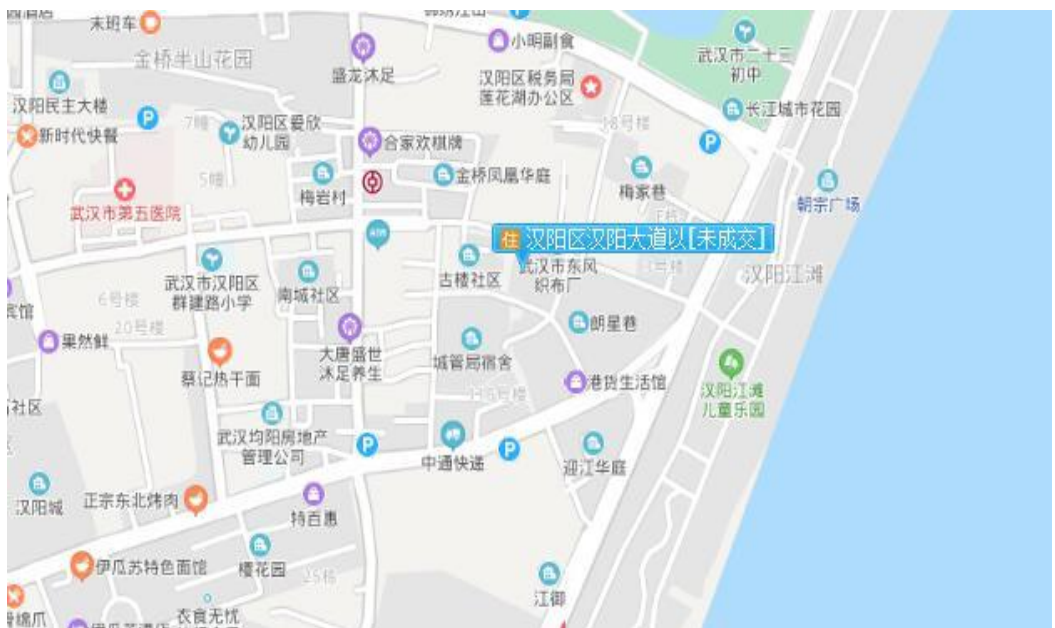 末班车
金桥半山花园
盛龙沐足
小明副食
武汉市二十三
初中
汉阳区税务局
莲花湖办公区
汉阳民主大楼
长江城市花园
7幢
汉阳区爱欣
幼儿园
新时代快餐
合家欢棋牌
18号楼
5幢
梅岩村
金桥凤凰华庭
梅家巷
武汉市第五医院
朝宗广场
住 汉阳区汉阳大道以[未成交]
武汉市东风
织布厂
古楼社区
汉阳江滩
武汉市汉阳区
群建路小学
南城社区
6号楼
宾馆
20号楼
朗星巷
果然鲜
大唐盛世
沐足养生
城管局宿舍
蔡记热干面
港货生活馆
汉阳江滩
儿童乐园
社区
武汉均阳房地产
管理公司
中通快递
迎江华庭
汉阳城
正宗东北烤肉
特百惠
伊瓜苏特色面馆
樱花园
25栋
江御
衣食无忧